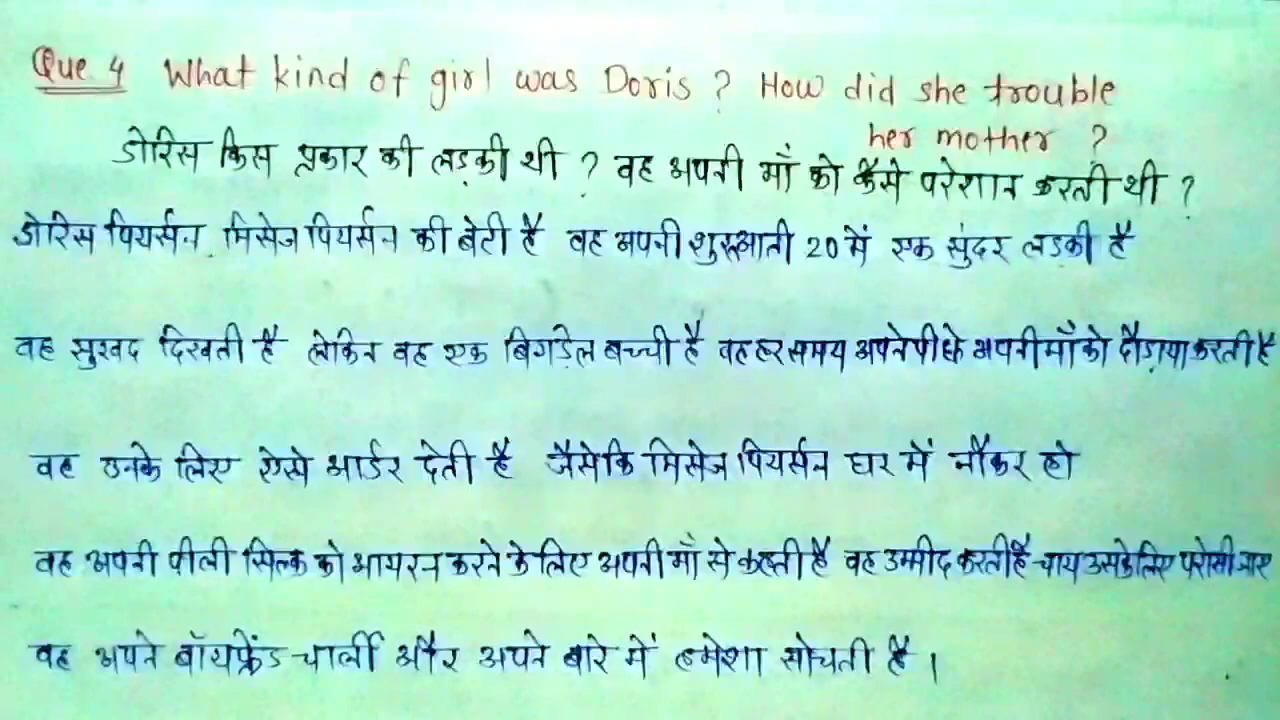 Que 4 What kind of girl was Doris ? How did she trouble
her mother ?
डोरिस किस प्रकार की लड़की थी ? वह अपनी माँ को कैसे परेशान करती थी ?
डोरिस पियर्सन मिसेज पियर्सन की बेटी है वह अपनी शुरुआती 20 में एक सुंदर लडकी है
वह सुखद दिखती है लेकिन वह एक बिगडैल बच्ची है वह हर समय अपने पीछे अपनी माँ को दौड़ाया करती है
वह उनके लिए ऐसे आर्डर देती है जैसेकि मिसेज पियर्सन घर में नौकर हो
वह अपनी पीली सिल्क को आयरन करने के लिए अपनी माँ से कहती है वह उम्मीद करती है चाय उसके लिए परोसी जाए
वह अपने बॉयफ्रेंड चार्ली और अपने बारे में हमेशा सोचती है ।